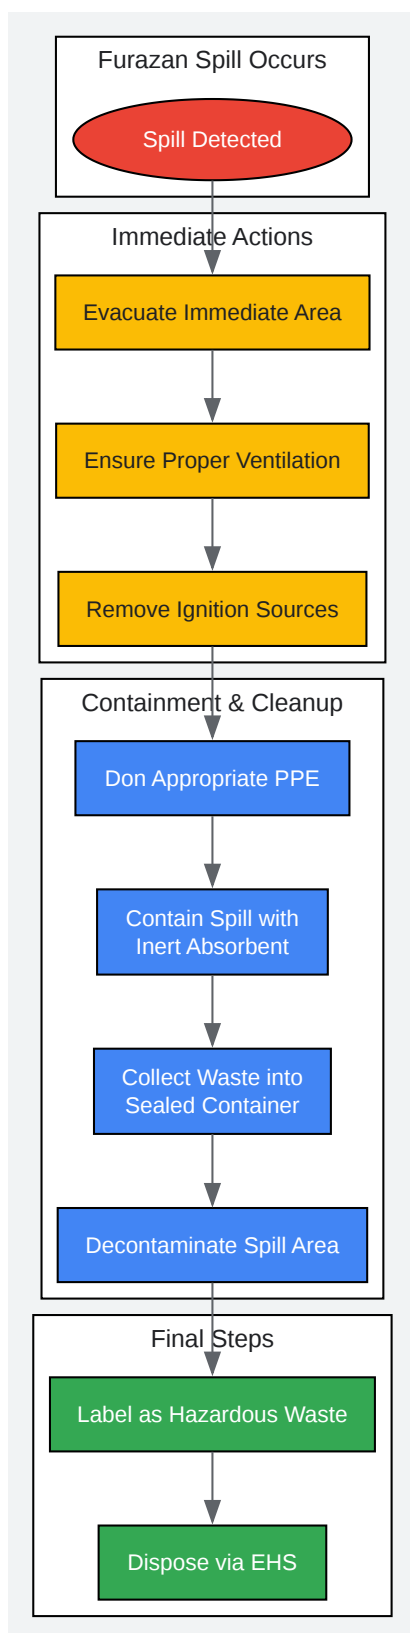 Furazan Spill Occurs
Spill Detected
Immediate Actions
Evacuate Immediate Area
Ensure Proper Ventilation
Remove Ignition Sources
Containment & Cleanup
Don Appropriate PPE
Contain Spill with
Inert Absorbent
Collect Waste into
Sealed Container
Decontaminate Spill Area
Final Steps
Label as Hazardous Waste
Dispose via EHS